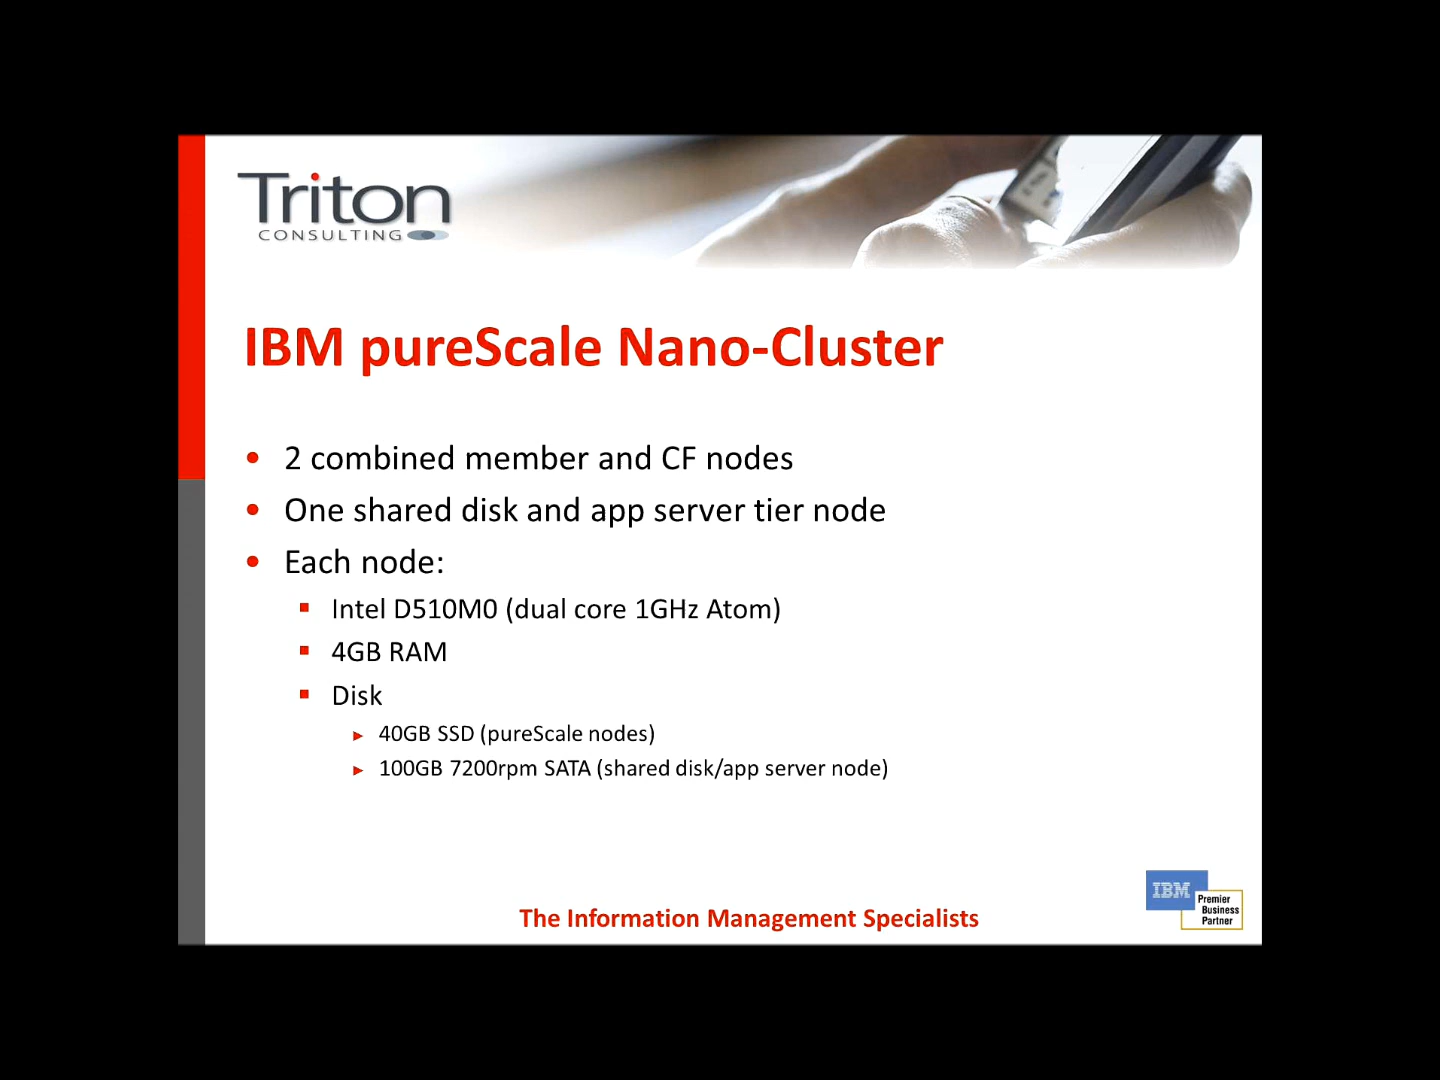 Triton
CONSULTING
IBM pureScale Nano-Cluster
• 2 combined member and CF nodes
• One shared disk and app server tier node
• Each node:
▪ Intel D510M0 (dual core 1GHz Atom)
▪ 4GB RAM
▪ Disk
► 40GB SSD (pureScale nodes)
► 100GB 7200rpm SATA (shared disk/app server node)
The Information Management Specialists
IBM
Premier
Business
Partner